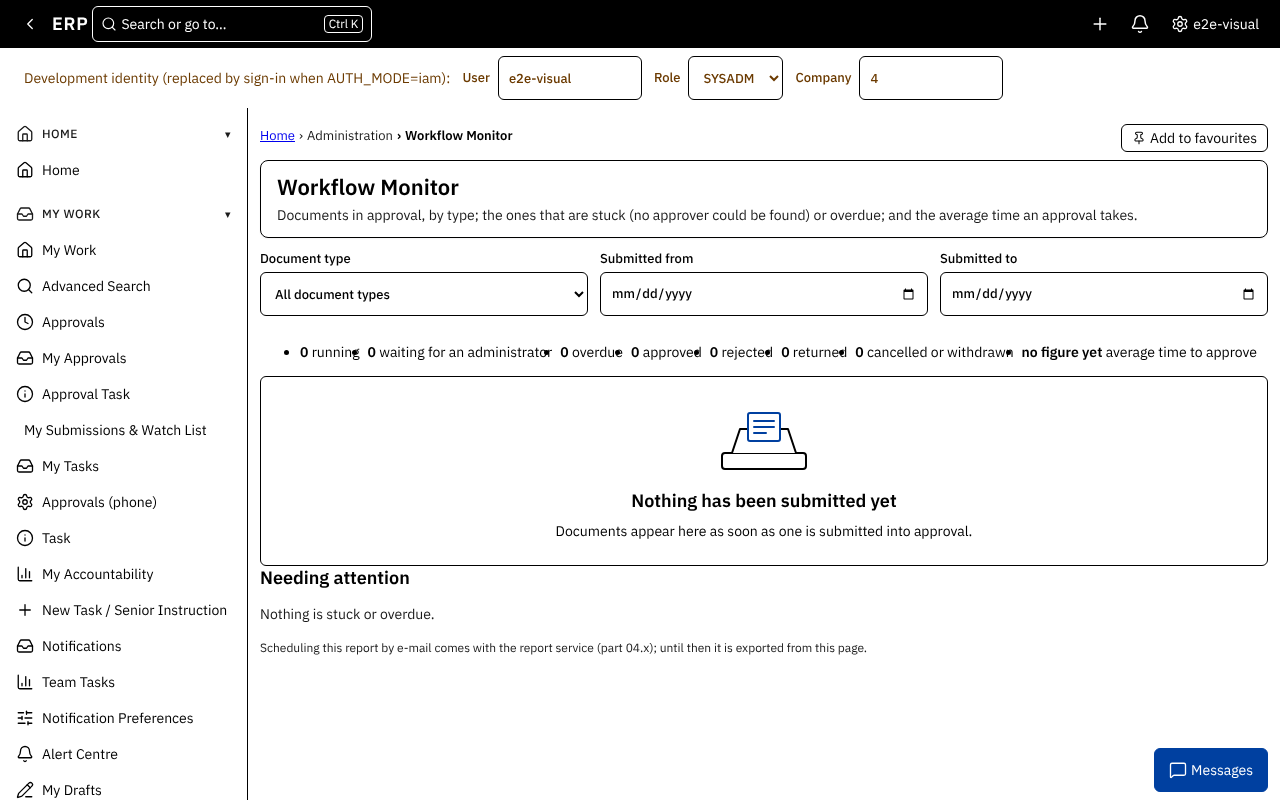 ERP
Search or go to...
Ctrl K
e2e-visual
Development identity (replaced by sign-in when AUTH_MODE=iam):
User
e2e-visual
Role
SYSADM
Company
4
HOME
Home
MY WORK
My Work
Advanced Search
Approvals
My Approvals
Approval Task
My Submissions & Watch List
My Tasks
Approvals (phone)
Task
My Accountability
New Task / Senior Instruction
Notifications
Team Tasks
Notification Preferences
Alert Centre
My Drafts
Home › Administration › Workflow Monitor
Add to favourites
Workflow Monitor
Documents in approval, by type; the ones that are stuck (no approver could be found) or overdue; and the average time an approval takes.
Document type
All document types
Submitted from
mm/dd/yyyy
Submitted to
mm/dd/yyyy
• 0 running • 0 waiting for an administrator • 0 overdue • 0 approved • 0 rejected • 0 returned • 0 cancelled or withdrawn • no figure yet average time to approve
Nothing has been submitted yet
Documents appear here as soon as one is submitted into approval.
Needing attention
Nothing is stuck or overdue.
Scheduling this report by e-mail comes with the report service (part 04.x); until then it is exported from this page.
Messages